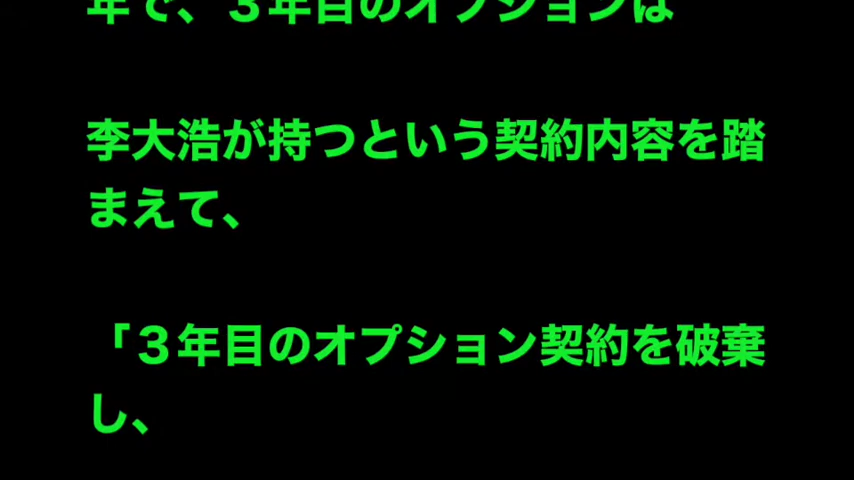 年で、３年目のオプションは
李大浩が持つという契約内容を踏
まえて、
「３年目のオプション契約を破棄
し、